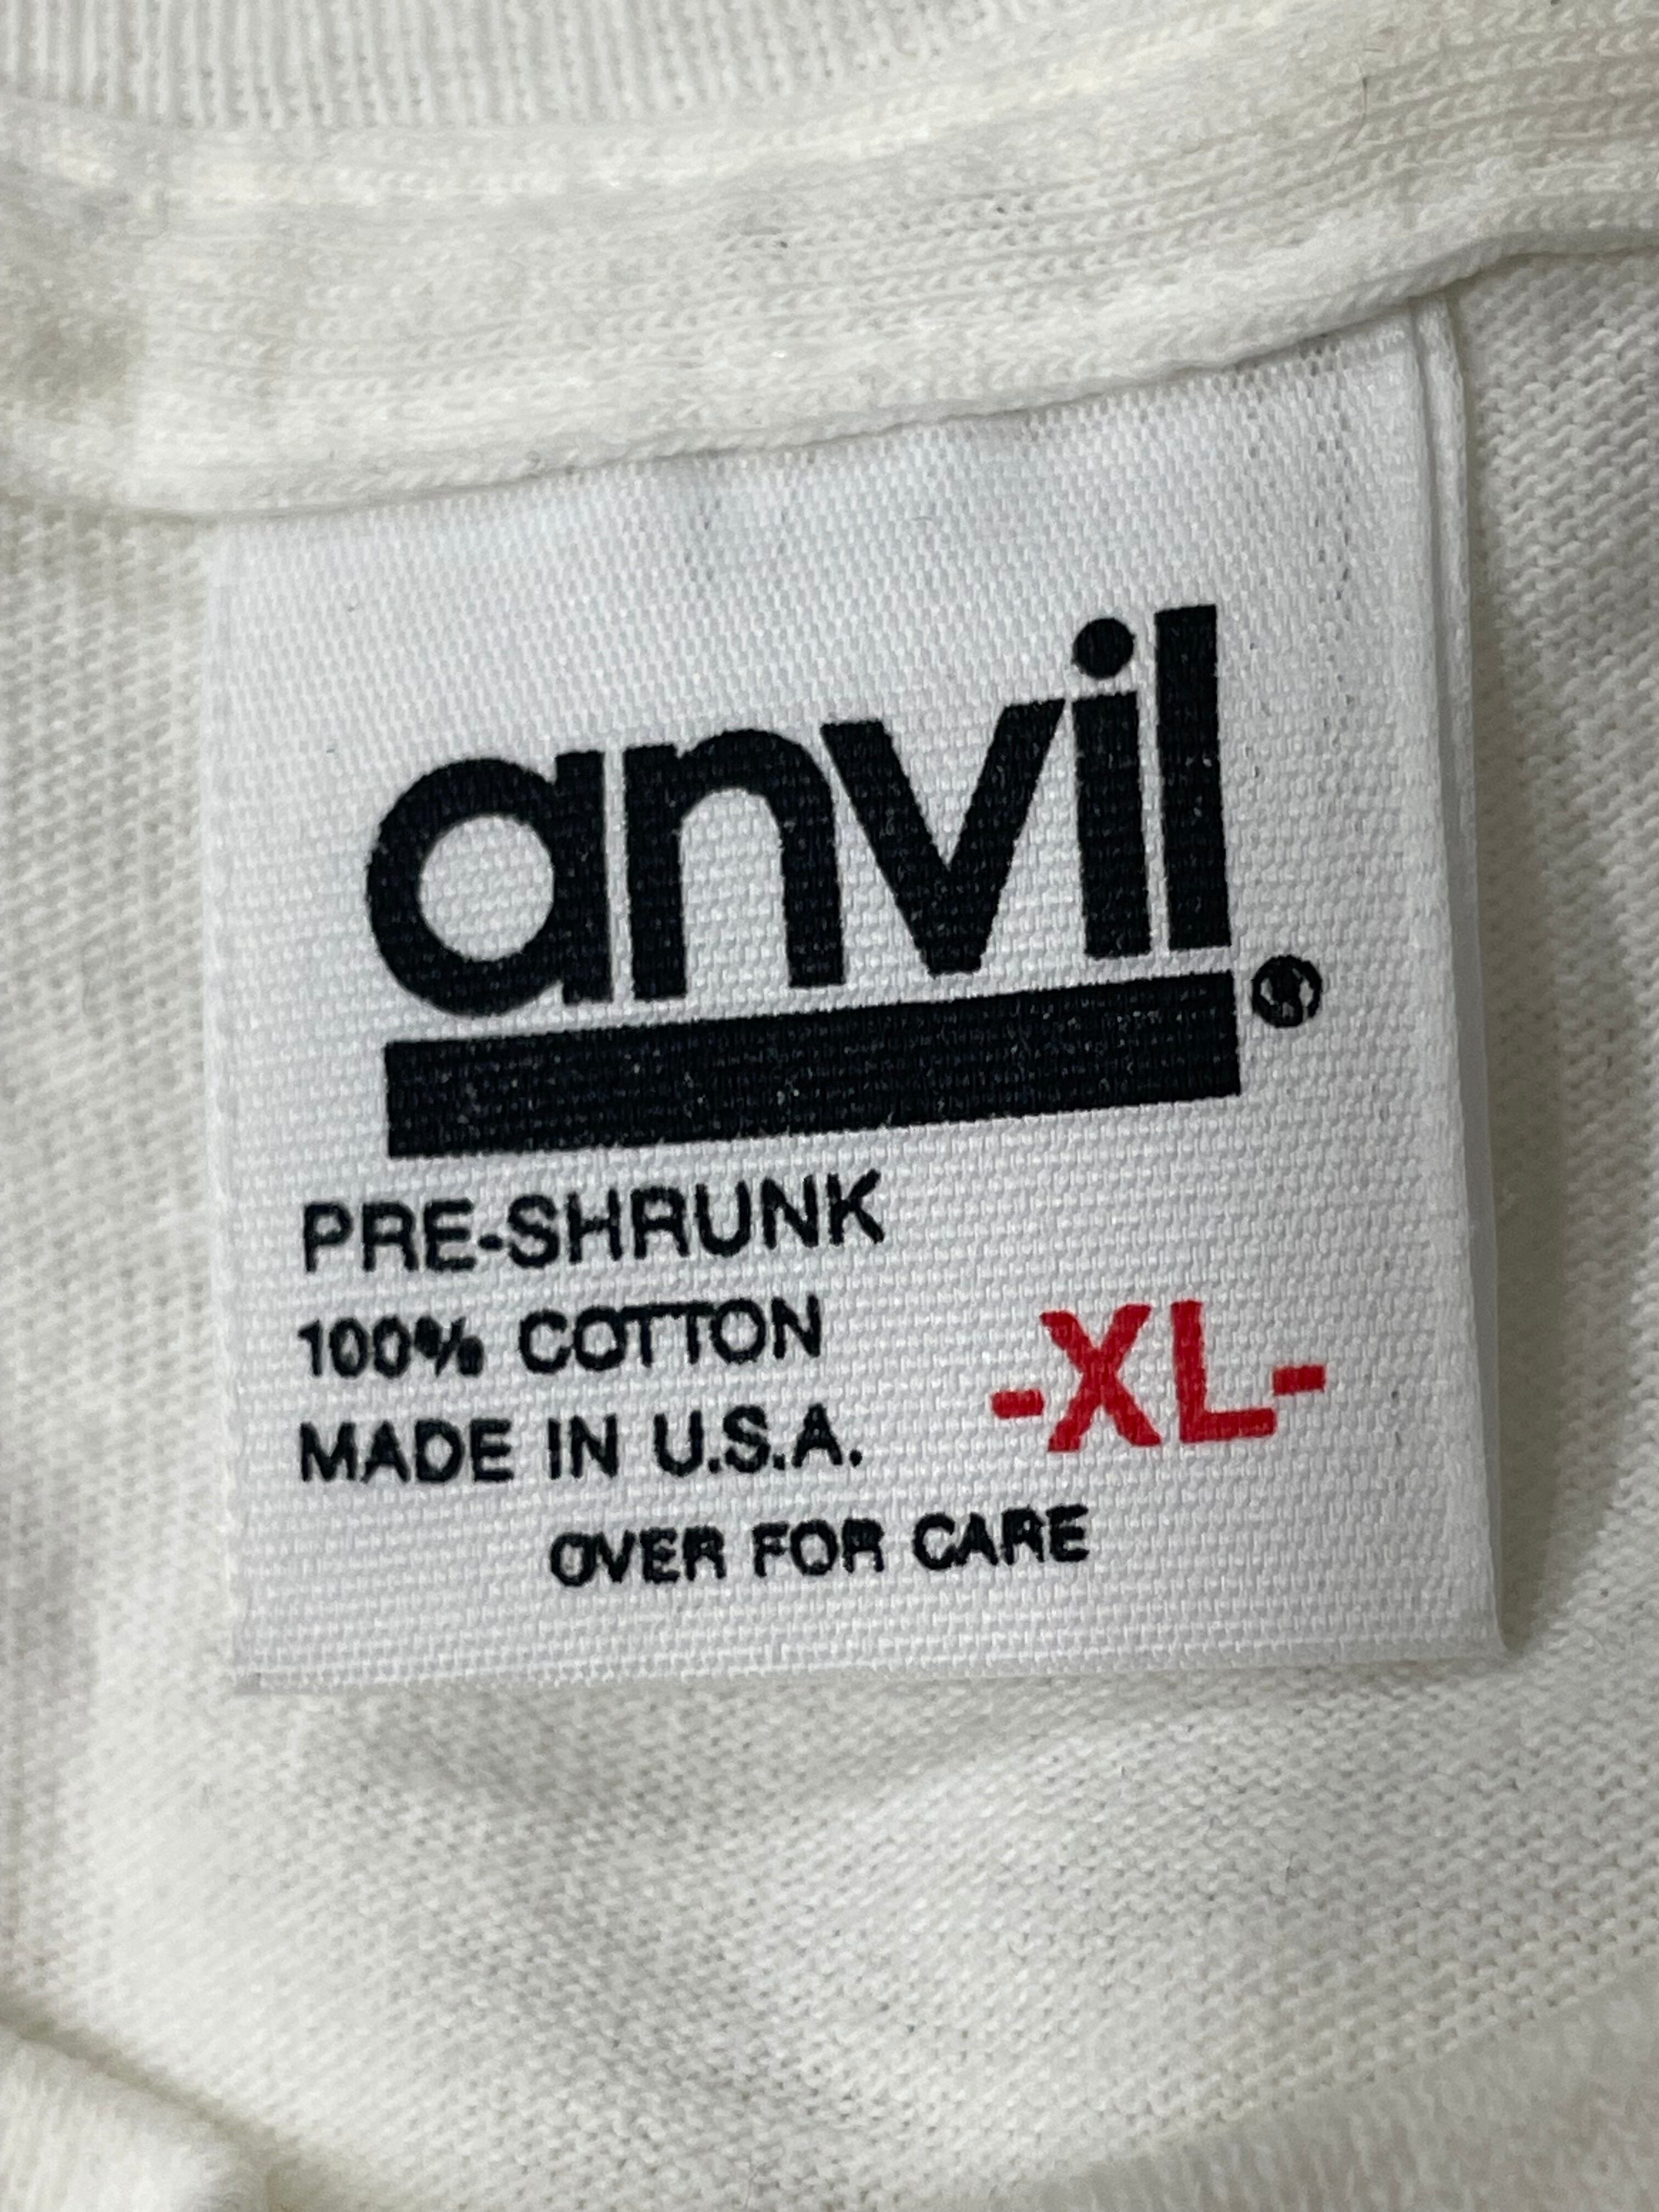 anvil®
PRE-SHRUNK
100% COTTON
MADE IN U.S.A.
-XL-
OVER FOR CARE